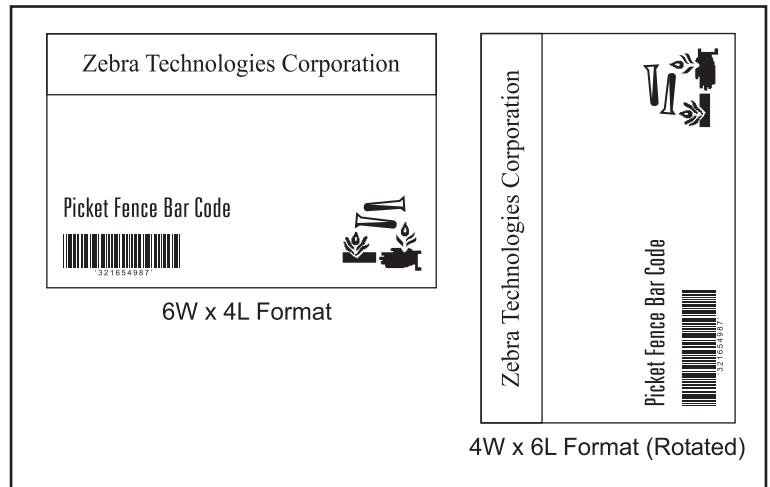 Zebra Technologies Corporation
Picket Fence Bar Code
'321654987'
6W x 4L Format
Zebra Technologies Corporation
Picket Fence Bar Code
'321654987'
4W x 6L Format (Rotated)